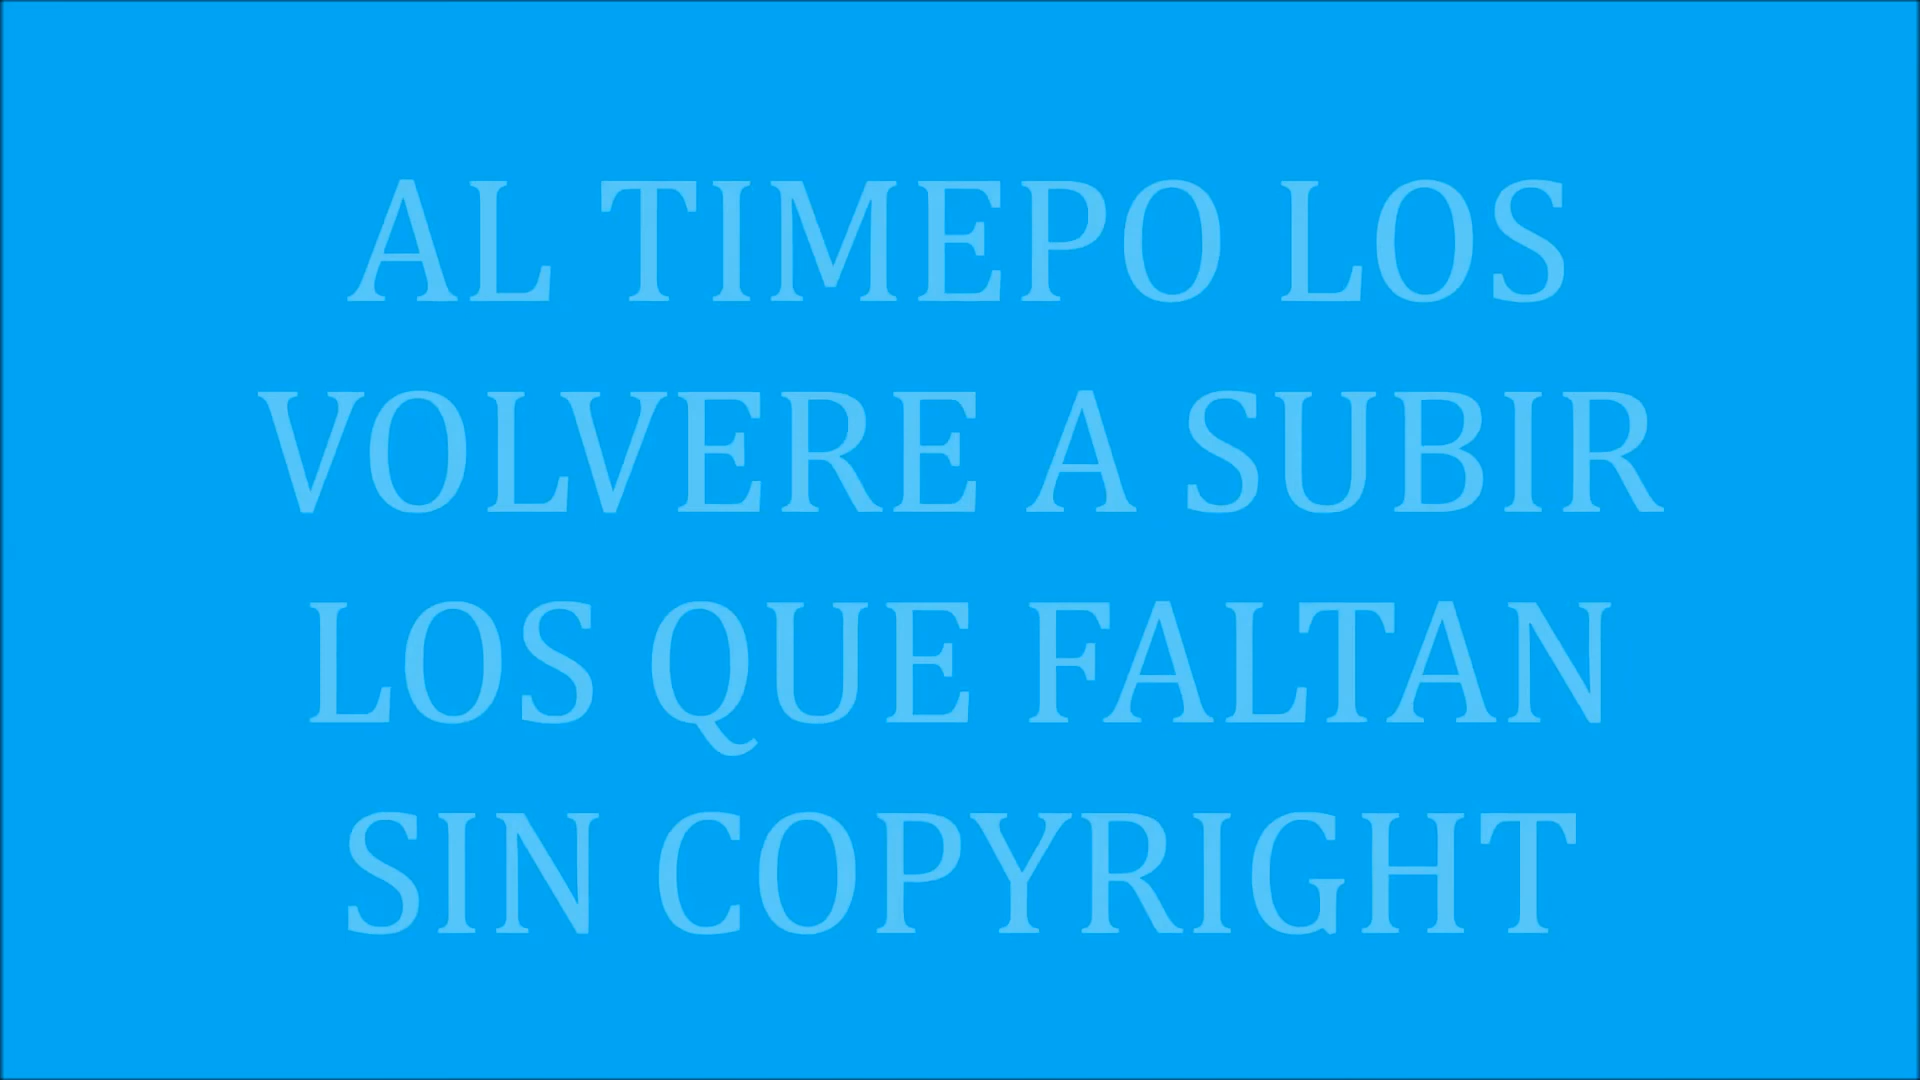 AL TIMEPO LOS
VOLVERE A SUBIR
LOS QUE FALTAN
SIN COPYRIGHT